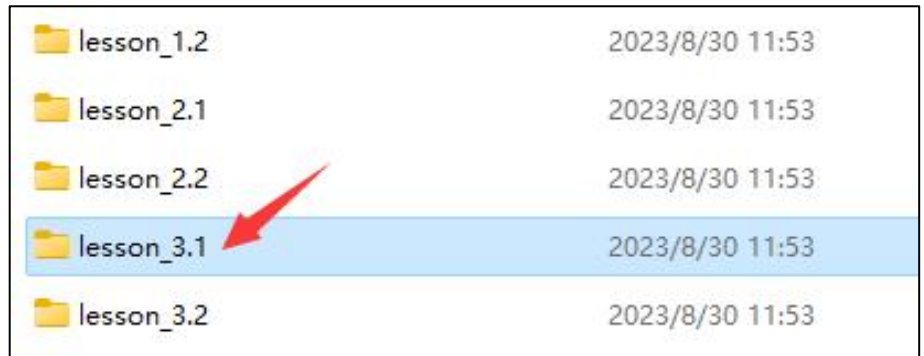 lesson_1.2 2023/8/30 11:53
lesson_2.1 2023/8/30 11:53
lesson_2.2 2023/8/30 11:53
lesson_3.1 2023/8/30 11:53
lesson_3.2 2023/8/30 11:53